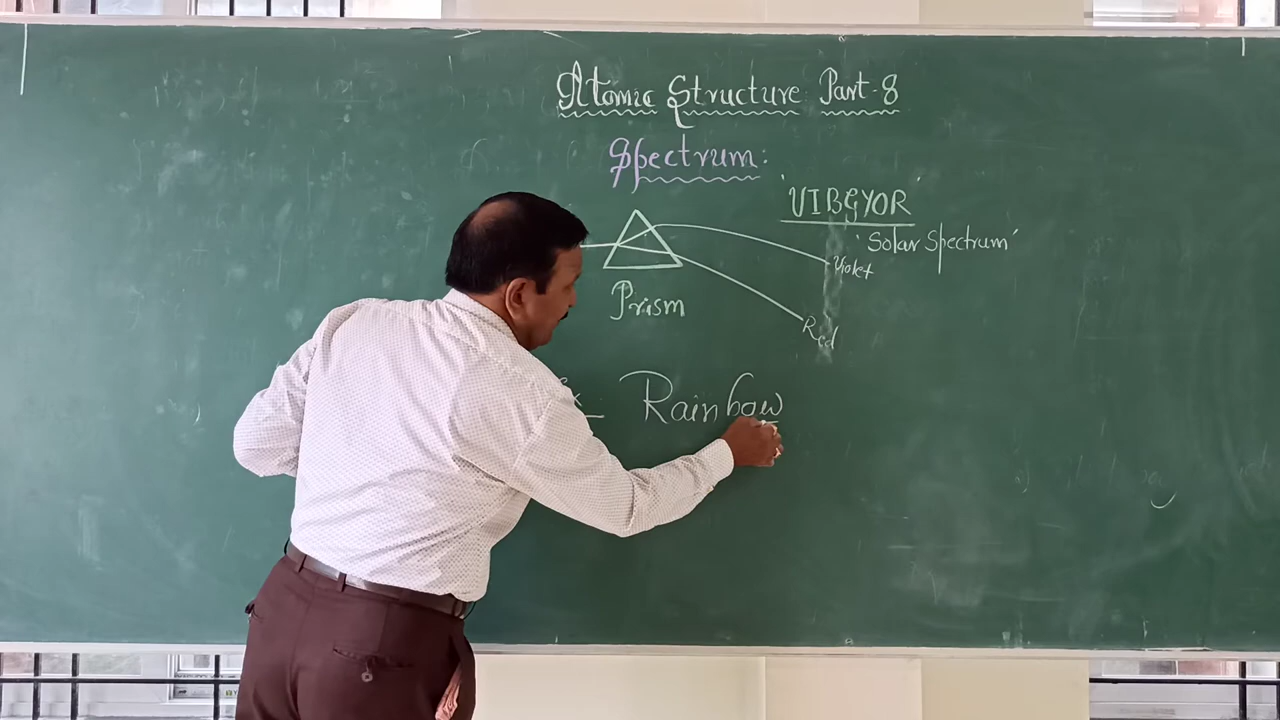 Atomic Structure Part-8
Spectrum:
'VIBGYOR'
'Solar Spectrum'
Violet
Prism
Red
Rainbow